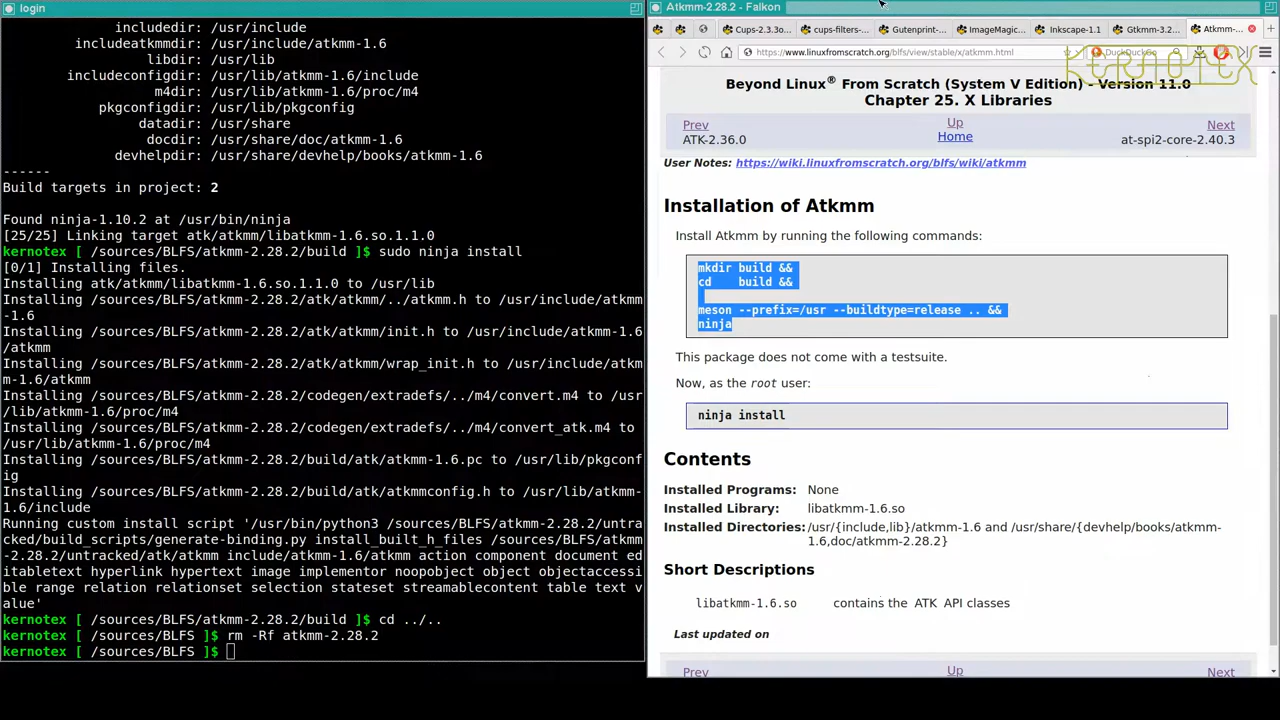 login
includedir: /usr/include
includeatkmmdir: /usr/include/atkmm-1.6
libdir: /usr/lib
includeconfigdir: /usr/lib/atkmm-1.6/include
m4dir: /usr/lib/atkmm-1.6/proc/m4
pkgconfigdir: /usr/lib/pkgconfig
datadir: /usr/share
docdir: /usr/share/doc/atkmm-1.6
devhelpdir: /usr/share/devhelp/books/atkmm-1.6
------
Build targets in project: 2
Found ninja-1.10.2 at /usr/bin/ninja
[25/25] Linking target atk/atkmm/libatkmm-1.6.so.1.1.0
kernotex [ /sources/BLFS/atkmm-2.28.2/build ]$ sudo ninja install
[0/1] Installing files.
Installing atk/atkmm/libatkmm-1.6.so.1.1.0 to /usr/lib
Installing /sources/BLFS/atkmm-2.28.2/atk/atkmm/../atkmm.h to /usr/include/atkmm
-1.6
Installing /sources/BLFS/atkmm-2.28.2/atk/atkmm/init.h to /usr/include/atkmm-1.6
/atkmm
Installing /sources/BLFS/atkmm-2.28.2/atk/atkmm/wrap_init.h to /usr/include/atkm
m-1.6/atkmm
Installing /sources/BLFS/atkmm-2.28.2/codegen/extradefs/../m4/convert.m4 to /usr
/lib/atkmm-1.6/proc/m4
Installing /sources/BLFS/atkmm-2.28.2/codegen/extradefs/../m4/convert_atk.m4 to
/usr/lib/atkmm-1.6/proc/m4
Installing /sources/BLFS/atkmm-2.28.2/build/atk/atkmm-1.6.pc to /usr/lib/pkgconf
ig
Installing /sources/BLFS/atkmm-2.28.2/build/atk/atkmmconfig.h to /usr/lib/atkmm-
1.6/include
Running custom install script '/usr/bin/python3 /sources/BLFS/atkmm-2.28.2/untra
cked/build_scripts/generate-binding.py install_built_h_files /sources/BLFS/atkmm
-2.28.2/untracked/atk/atkmm include/atkmm-1.6/atkmm action component document ed
itabletext hyperlink hypertext image implementor noopobject object objectaccessi
ble range relation relationset selection stateset streamablecontent table text v
alue'
kernotex [ /sources/BLFS/atkmm-2.28.2/build ]$ cd ../..
kernotex [ /sources/BLFS ]$ rm -Rf atkmm-2.28.2
kernotex [ /sources/BLFS ]$
Atkmm-2.28.2 - Falkon
Cups-2.3.3o... cups-filters-... Gutenprint-... ImageMagic... Inkscape-1.1 Gtkmm-3.2... Atkmm-...
https://www.linuxfromscratch.org/blfs/view/stable/x/atkmm.html DuckDuckGo
KERNOTEX
Beyond Linux® From Scratch (System V Edition) - Version 11.0
Chapter 25. X Libraries
Prev Up Next
ATK-2.36.0 Home at-spi2-core-2.40.3
User Notes: https://wiki.linuxfromscratch.org/blfs/wiki/atkmm
Installation of Atkmm
Install Atkmm by running the following commands:
mkdir build &&
cd    build &&
meson --prefix=/usr --buildtype=release .. &&
ninja
This package does not come with a testsuite.
Now, as the root user:
ninja install
Contents
Installed Programs: None
Installed Library: libatkmm-1.6.so
Installed Directories: /usr/{include,lib}/atkmm-1.6 and /usr/share/{devhelp/books/atkmm-
1.6,doc/atkmm-2.28.2}
Short Descriptions
libatkmm-1.6.so contains the ATK API classes
Last updated on
Prev Up Next